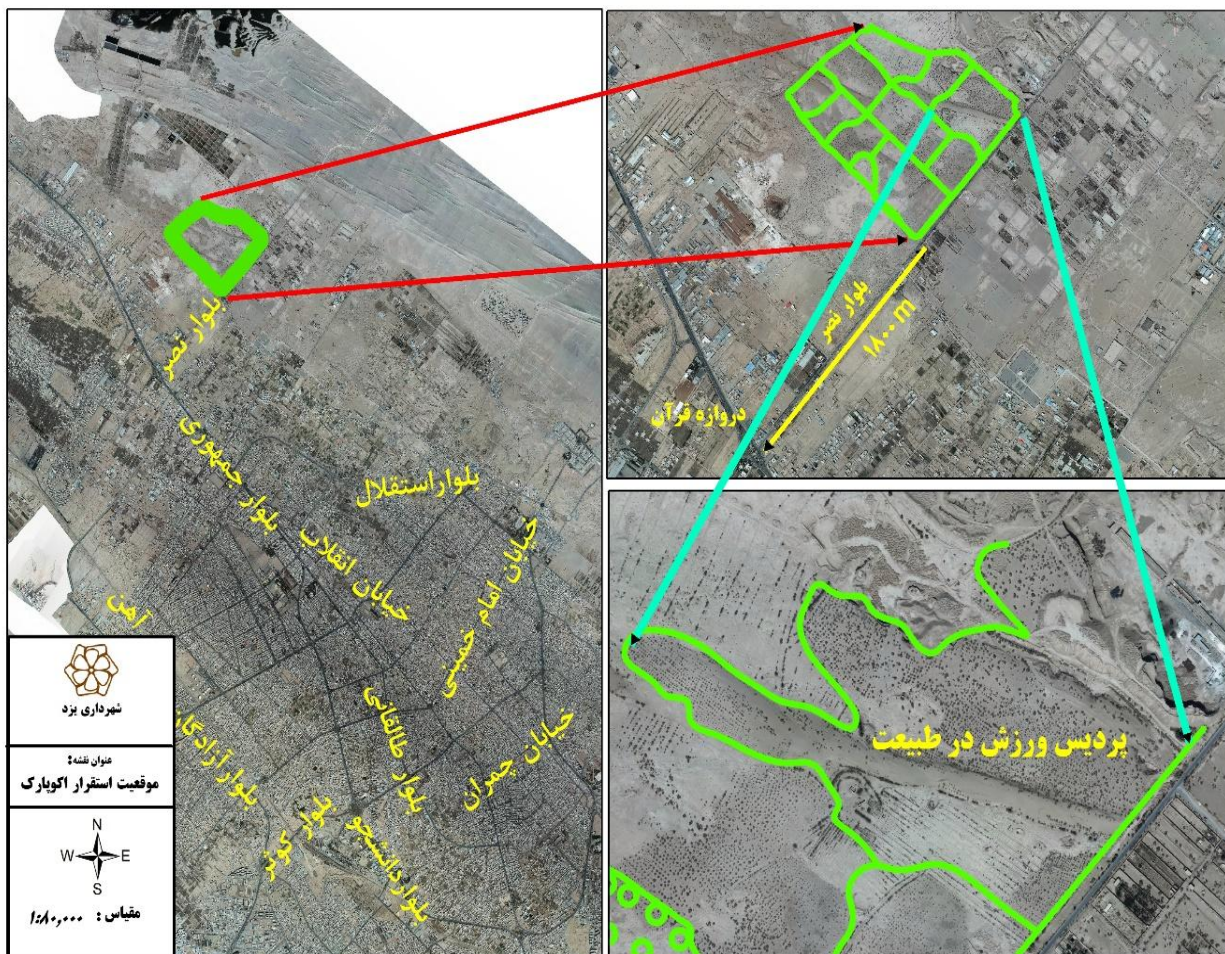 بلوار نصر
بلوار جمهوری
بلوار استقلال
خیابان انقلاب
خیابان امام خمینی
آهن
بلوار طالقانی
خیابان چمران
بلوار آزادگان
بلوار کوثر
بلوار دانشجو
شهرداری یزد
عنوان نقشه:
موقعیت استقرار اکوپارک
N
W E
S
مقیاس : ۱:۸۰,۰۰۰
بلوار نصر
۱۸۰۰ m
دروازه قرآن
پردیس ورزش در طبیعت